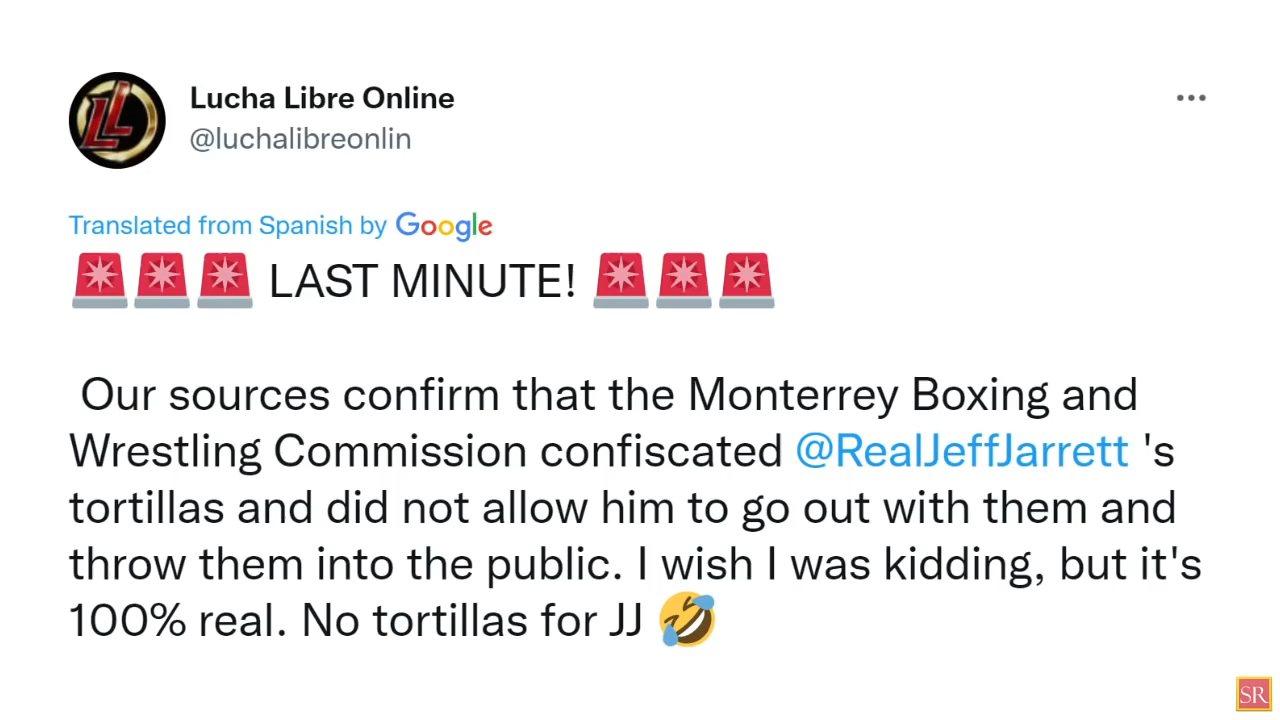 Lucha Libre Online
@luchalibreonlin
Translated from Spanish by Google
🚨🚨🚨 LAST MINUTE! 🚨🚨🚨
Our sources confirm that the Monterrey Boxing and
Wrestling Commission confiscated @RealJeffJarrett 's
tortillas and did not allow him to go out with them and
throw them into the public. I wish I was kidding, but it's
100% real. No tortillas for JJ 🤣
SR